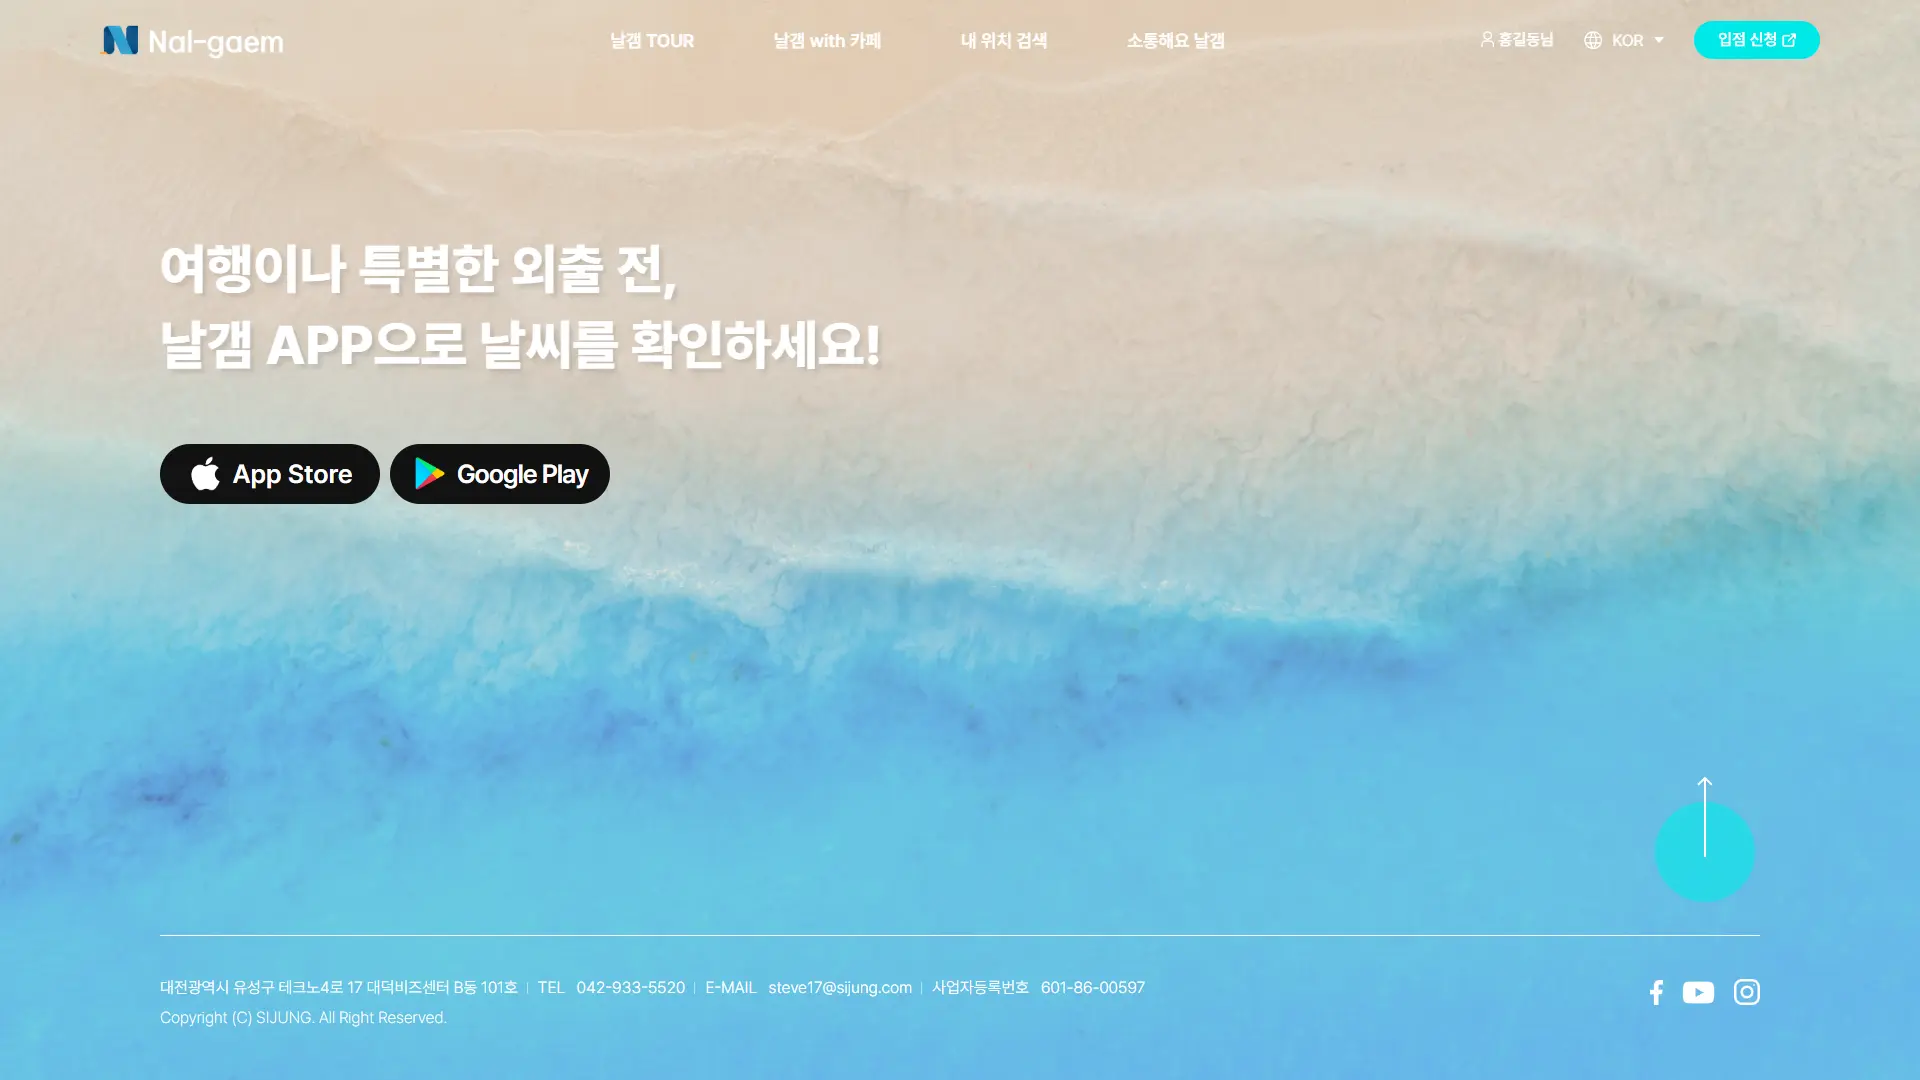 Nal-gaem
날갬 TOUR
날갬 with 카페
내 위치 검색
소통해요 날갬
홍길동님
KOR
입점 신청
여행이나 특별한 외출 전,
날갬 APP으로 날씨를 확인하세요!
App Store
Google Play
대전광역시 유성구 테크노4로 17 대덕비즈센터 B동 101호 | TEL 042-933-5520 | E-MAIL steve17@sijung.com | 사업자등록번호 601-86-00597
Copyright (C) SIJUNG. All Right Reserved.